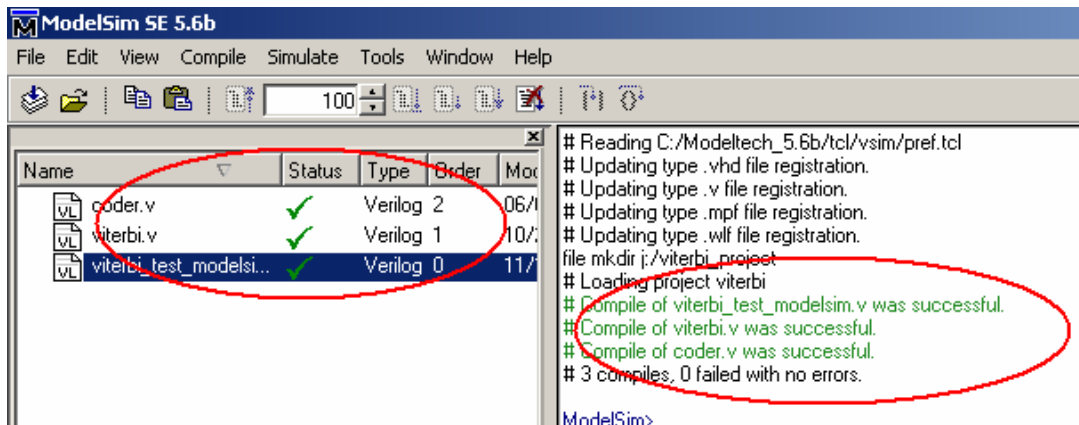 ModelSim SE 5.6b
File Edit View Compile Simulate Tools Window Help
100
Name Status Type Order
coder.v Verilog 2 06/
viterbi.v Verilog 1 10/
viterbi_test_modelsi... Verilog 0 11/
# Reading C:/Modeltech_5.6b/tcl/vsim/pref.tcl
# Updating type .vhd file registration.
# Updating type .v file registration.
# Updating type .mpf file registration.
# Updating type .wlf file registration.
file mkdir j:/viterbi_project
# Loading project viterbi
# Compile of viterbi_test_modelsim.v was successful.
# Compile of viterbi.v was successful.
# Compile of coder.v was successful.
# 3 compiles, 0 failed with no errors.
ModelSim>